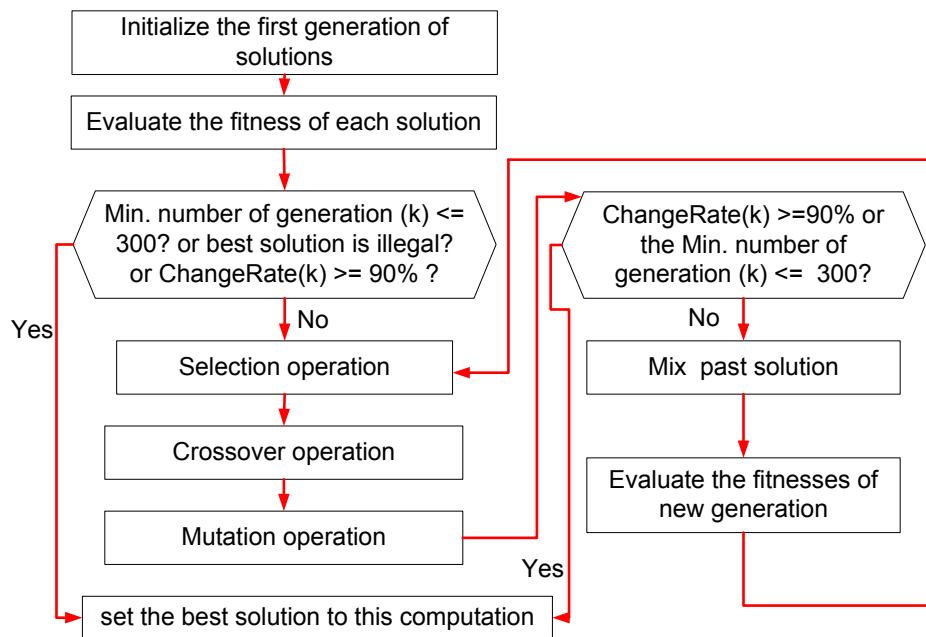 Initialize the first generation of
solutions
Evaluate the fitness of each solution
Min. number of generation (k) <=
300? or best solution is illegal?
or ChangeRate(k) >= 90% ?
Yes
No
Selection operation
Crossover operation
Mutation operation
set the best solution to this computation
ChangeRate(k) >=90% or
the Min. number of
generation (k) <= 300?
No
Mix past solution
Evaluate the fitnesses of
new generation
Yes